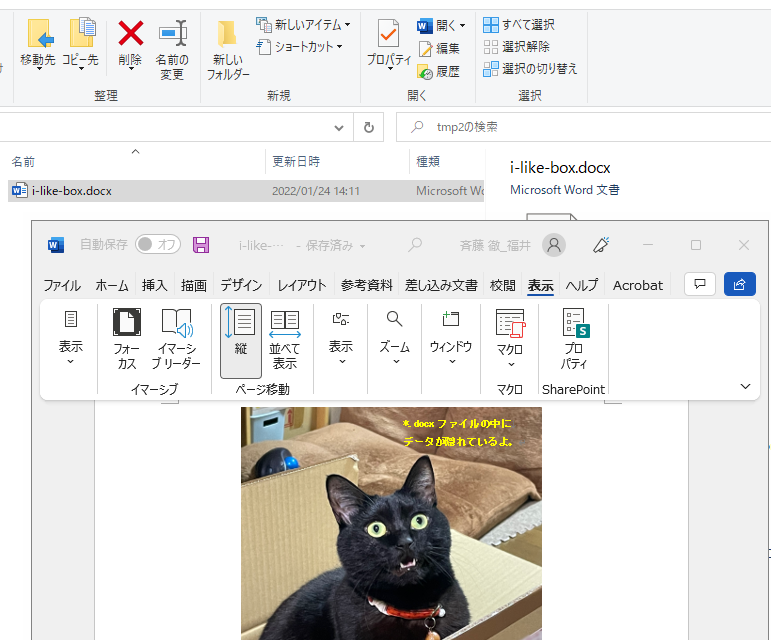 移動先 コピー先 削除 名前の
変更
整理
新しい
フォルダー
新しいアイテム
ショートカット
新規
プロパティ
開く
編集
履歴
開く
すべて選択
選択解除
選択の切り替え
選択
tmp2の検索
名前 更新日時 種類
i-like-box.docx 2022/01/24 14:11 Microsoft Wo
i-like-box.docx
Microsoft Word 文書
自動保存 オフ i-like-… - 保存済み 斉藤 徹_福井
ファイル ホーム 挿入 描画 デザイン レイアウト 参考資料 差し込み文書 校閲 表示 ヘルプ Acrobat
表示
フォー
カス
イマーシ
ブ リーダー
イマーシブ
縦
並べて
表示
ページ移動
表示
ズーム
ウィンドウ
マクロ
マクロ
プロ
パティ
SharePoint
*. docx ファイルの中に
データが隠れているよ。